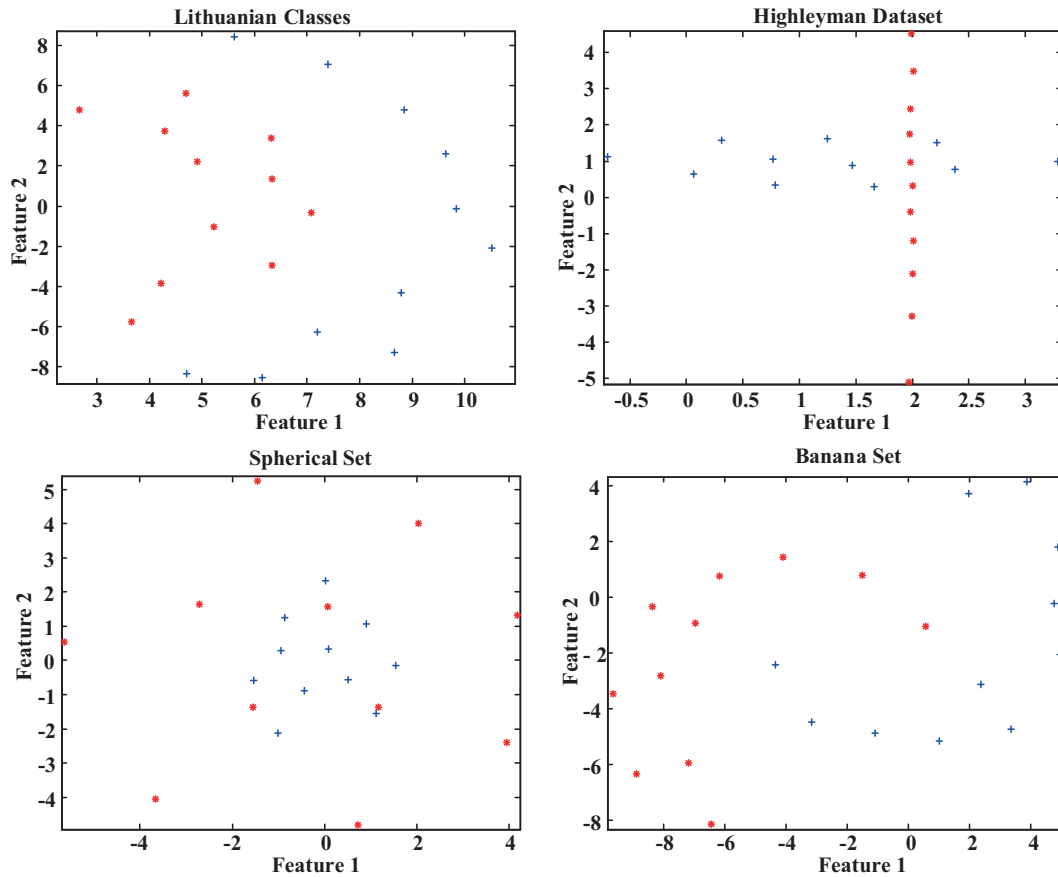 Lithuanian Classes
8
6
4
2
0
-2
-4
-6
-8
Feature 2
3 4 5 6 7 8 9 10
Feature 1
Highleyman Dataset
4
3
2
1
0
-1
-2
-3
-4
-5
Feature 2
-0.5 0 0.5 1 1.5 2 2.5 3
Feature 1
Spherical Set
5
4
3
2
1
0
-1
-2
-3
-4
Feature 2
-4 -2 0 2 4
Feature 1
Banana Set
4
2
0
-2
-4
-6
-8
Feature 2
-8 -6 -4 -2 0 2 4
Feature 1